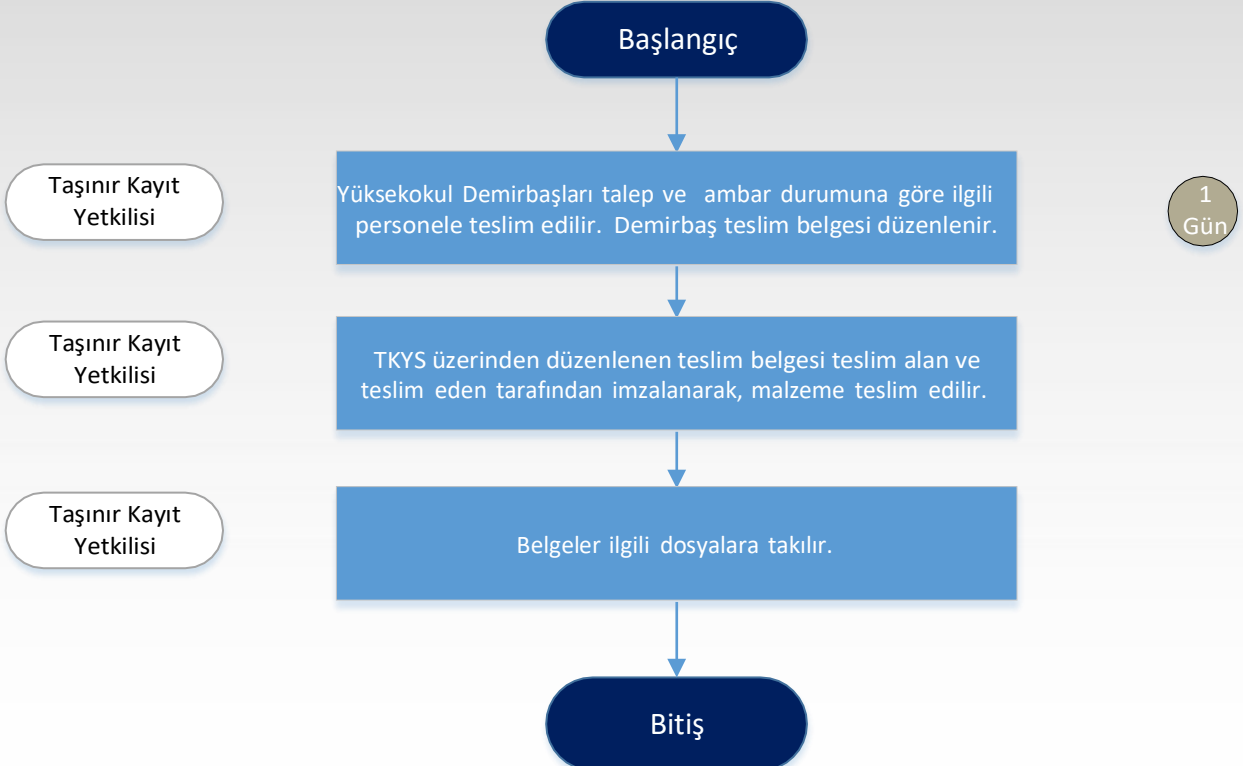 Başlangıç
Taşınır Kayıt
Yetkilisi
Yüksekokul Demirbaşları talep ve ambar durumuna göre ilgili
personele teslim edilir. Demirbaş teslim belgesi düzenlenir.
1
Gün
Taşınır Kayıt
Yetkilisi
TKYS üzerinden düzenlenen teslim belgesi teslim alan ve
teslim eden tarafından imzalanarak, malzeme teslim edilir.
Taşınır Kayıt
Yetkilisi
Belgeler ilgili dosyalara takılır.
Bitiş